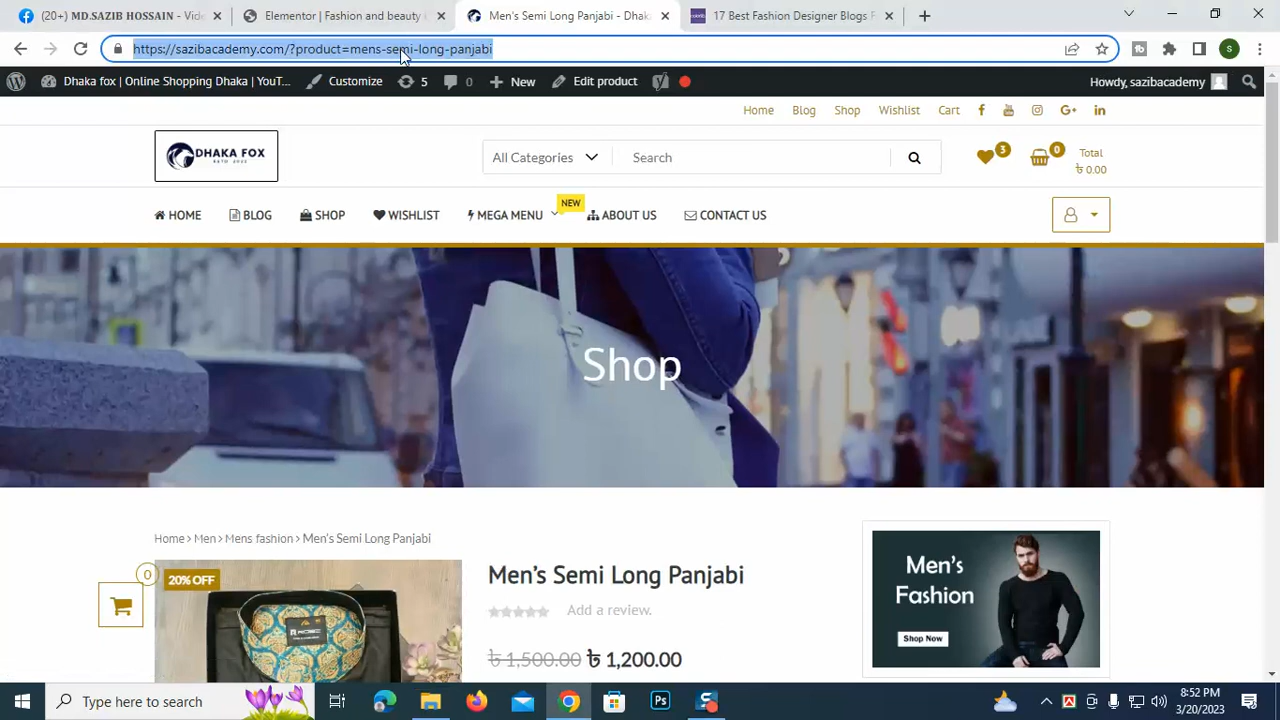 (20+) MD.SAZIB HOSSAIN - Vide
Elementor | Fashion and beauty
Men's Semi Long Panjabi - Dhak
17 Best Fashion Designer Blogs F
https://sazibacademy.com/?product=mens-semi-long-panjabi
S
Dhaka fox | Online Shopping Dhaka | YouT...
Customize
5
0
New
Edit product
Howdy, sazibacademy
Home
Blog
Shop
Wishlist
Cart
DHAKA FOX
All Categories
Search
3
0
Total
৳ 0.00
HOME
BLOG
SHOP
WISHLIST
MEGA MENU
NEW
ABOUT US
CONTACT US
Shop
Home > Men > Mens fashion > Men's Semi Long Panjabi
0
20% OFF
Men's Semi Long Panjabi
Add a review.
৳ 1,500.00 ৳ 1,200.00
Men's
Fashion
Shop Now
Type here to search
Ps
8:52 PM
3/20/2023